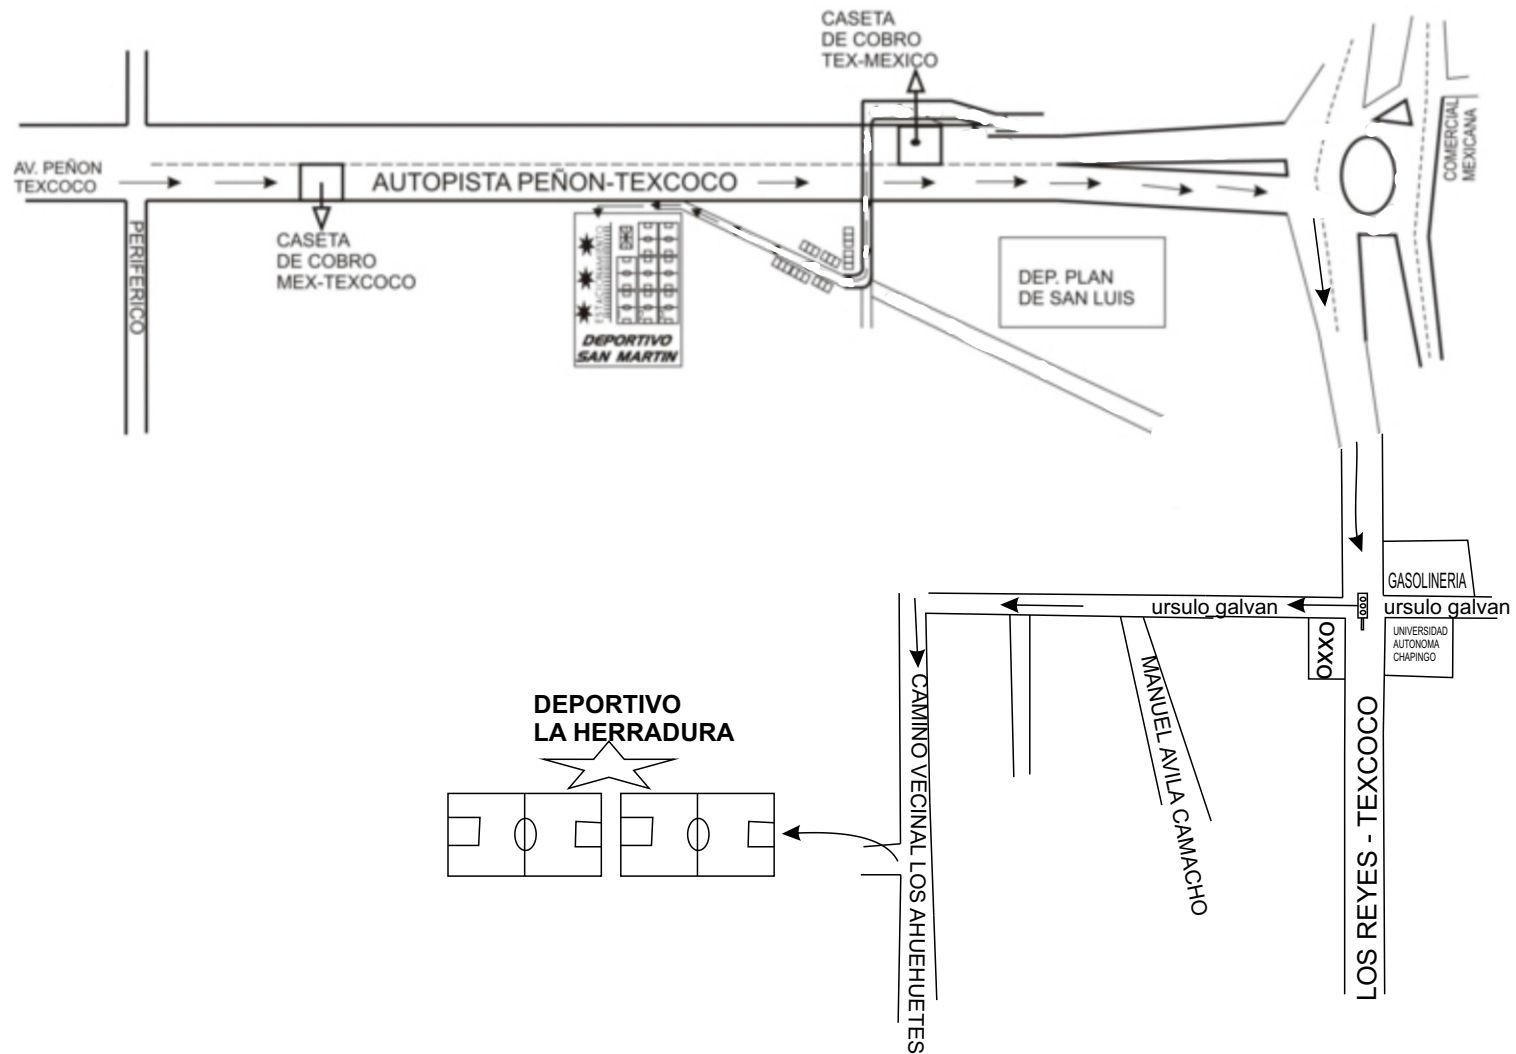 CASETA
DE COBRO
TEX-MEXICO
AV. PEÑON
TEXCOCO
AUTOPISTA PEÑON-TEXCOCO
COMERCIAL
MEXICANA
PERIFERICO
CASETA
DE COBRO
MEX-TEXCOCO
ESTACIONAMIENTO
DEPORTIVO
SAN MARTIN
DEP. PLAN
DE SAN LUIS
GASOLINERIA
ursulo galvan
ursulo galvan
OXXO
UNIVERSIDAD
AUTONOMA
CHAPINGO
MANUEL AVILA CAMACHO
CAMINO VECINAL LOS AHUEHUETES
LOS REYES - TEXCOCO
DEPORTIVO
LA HERRADURA